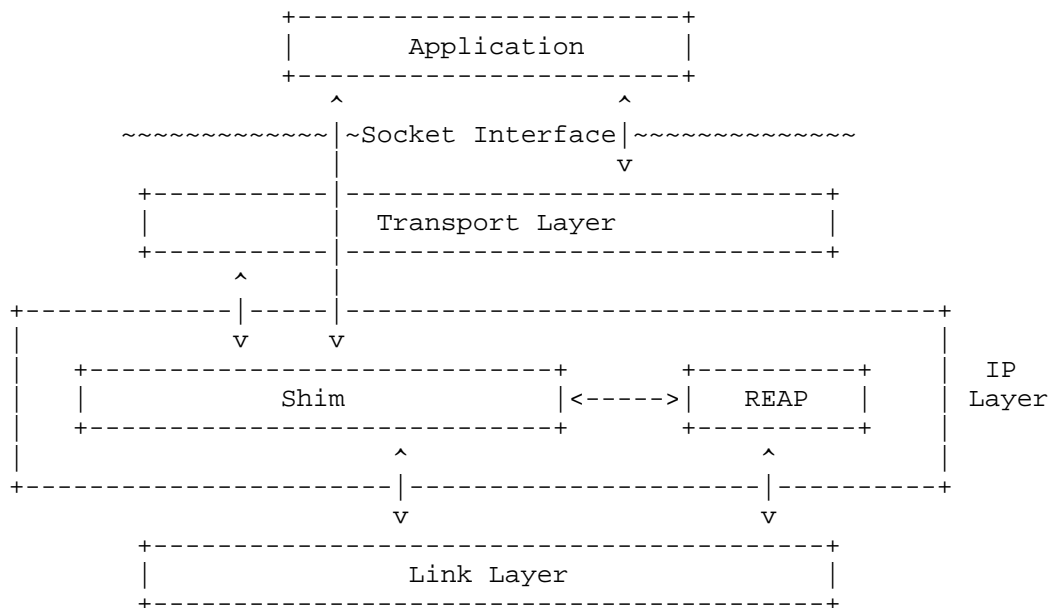 Application
~~~~~~~~~~~~~|~Socket Interface|~~~~~~~~~~~~~~
Transport Layer
IP
Shim |<----->| REAP Layer
Link Layer